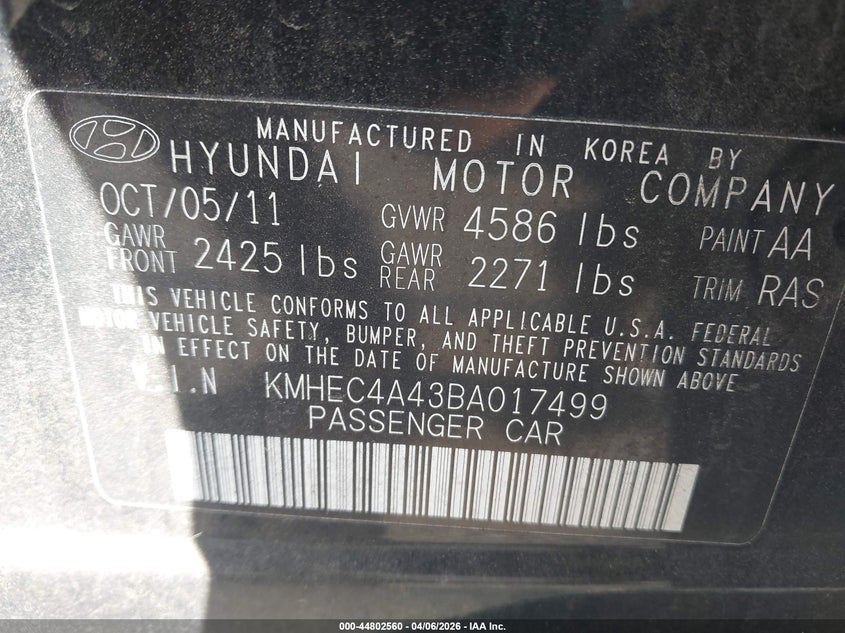 MANUFACTURED IN KOREA BY
HYUNDAI MOTOR COMPANY
OCT/05/11 GVWR 4586 lbs PAINT AA
GAWR FRONT 2425 lbs GAWR REAR 2271 lbs TRIM RAS
THIS VEHICLE CONFORMS TO ALL APPLICABLE U.S.A. FEDERAL
MOTOR VEHICLE SAFETY, BUMPER, AND THEFT PREVENTION STANDARDS
IN EFFECT ON THE DATE OF MANUFACTURE SHOWN ABOVE
V.I.N KMHEC4A43BA017499
PASSENGER CAR
000-44802560 - 04/06/2026 - IAA Inc.